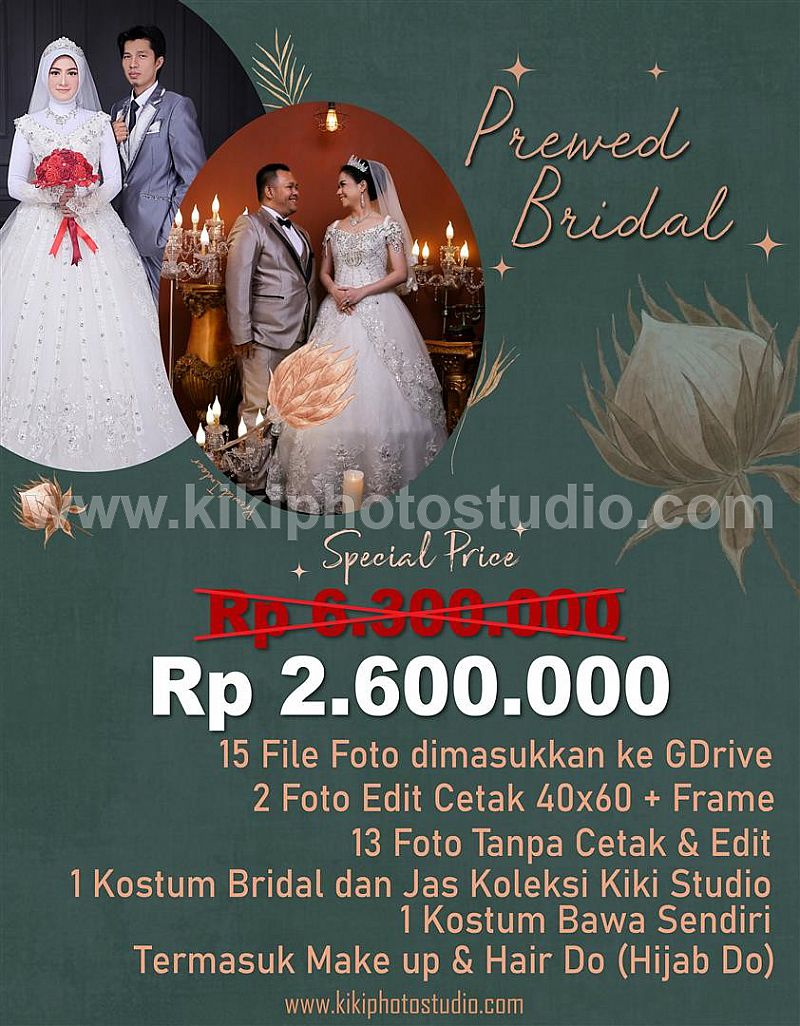 Prewed
Bridal
www.kikiphotostudio.com
Special Price
Rp 6.300.000
Rp 2.600.000
15 File Foto dimasukkan ke GDrive
2 Foto Edit Cetak 40x60 + Frame
13 Foto Tanpa Cetak & Edit
1 Kostum Bridal dan Jas Koleksi Kiki Studio
1 Kostum Bawa Sendiri
Termasuk Make up & Hair Do (Hijab Do)
www.kikiphotostudio.com